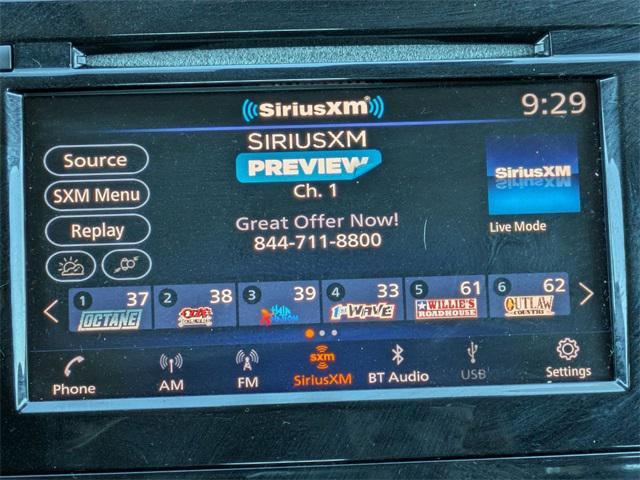 SiriusXM 9:29
SIRIUSXM
PREVIEW
Ch. 1
Great Offer Now!
844-711-8800
Source
SXM Menu
Replay
SiriusXM
Live Mode
1 37 2 38 3 39 4 33 5 61 6 62
OCTANE
1st WAVE
WILLIE'S
ROADHOUSE
OUTLAW
COUNTRY
sxm
Phone AM FM SiriusXM BT Audio USB Settings